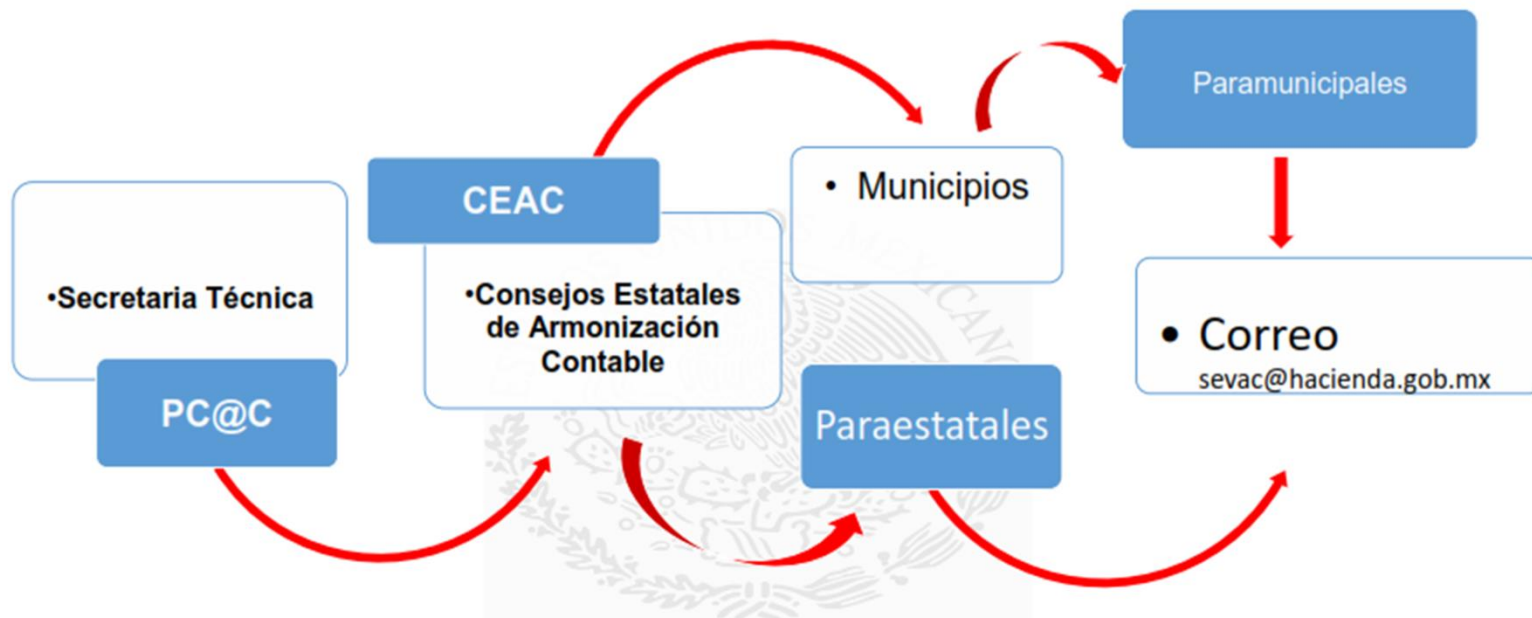 •Secretaria Técnica
PC@C
CEAC
•Consejos Estatales
de Armonización
Contable
• Municipios
Paraestatales
Paramunicipales
• Correo
sevac@hacienda.gob.mx